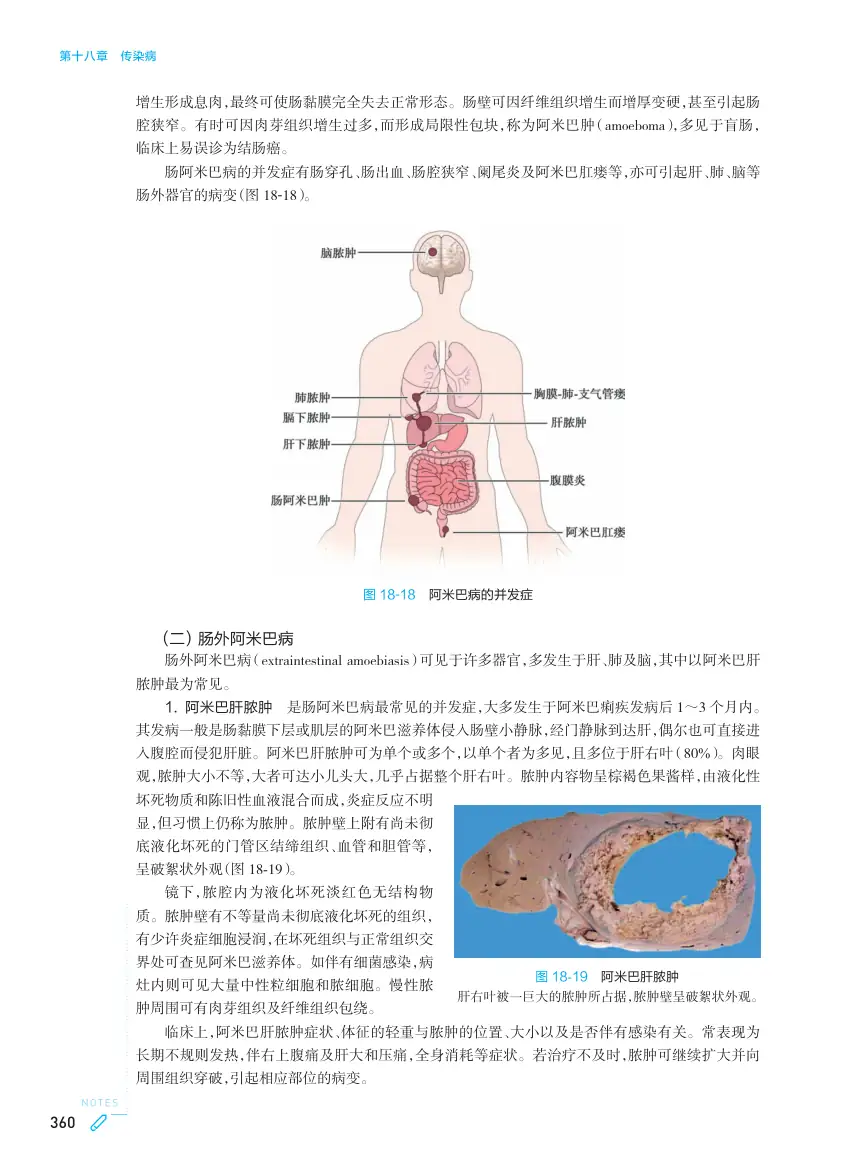 第十八章 传染病
增生形成息肉,最终可使肠黏膜完全失去正常形态。肠壁可因纤维组织增生而增厚变硬,甚至引起肠
腔狭窄。有时可因肉芽组织增生过多,而形成局限性包块,称为阿米巴肿(amoeboma),多见于盲肠,
临床上易误诊为结肠癌。
肠阿米巴病的并发症有肠穿孔、肠出血、肠腔狭窄、阑尾炎及阿米巴肛瘘等,亦可引起肝、肺、脑等
肠外器官的病变(图 18-18)。
脑脓肿
肺脓肿
胸膜-肺-支气管瘘
膈下脓肿
肝脓肿
肝下脓肿
腹膜炎
肠阿米巴肿
阿米巴肛瘘
图 18-18 阿米巴病的并发症
(二)肠外阿米巴病
肠外阿米巴病(extraintestinal amoebiasis)可见于许多器官,多发生于肝、肺及脑,其中以阿米巴肝
脓肿最为常见。
1. 阿米巴肝脓肿 是肠阿米巴病最常见的并发症,大多发生于阿米巴痢疾发病后 1～3 个月内。
其发病一般是肠黏膜下层或肌层的阿米巴滋养体侵入肠壁小静脉,经门静脉到达肝,偶尔也可直接进
入腹腔而侵犯肝脏。阿米巴肝脓肿可为单个或多个,以单个者为多见,且多位于肝右叶(80%)。肉眼
观,脓肿大小不等,大者可达小儿头大,几乎占据整个肝右叶。脓肿内容物呈棕褐色果酱样,由液化性
坏死物质和陈旧性血液混合而成,炎症反应不明
显,但习惯上仍称为脓肿。脓肿壁上附有尚未彻
底液化坏死的门管区结缔组织、血管和胆管等,
呈破絮状外观(图 18-19)。
镜下,脓腔内为液化坏死淡红色无结构物
质。脓肿壁有不等量尚未彻底液化坏死的组织,
有少许炎症细胞浸润,在坏死组织与正常组织交
界处可查见阿米巴滋养体。如伴有细菌感染,病
灶内则可见大量中性粒细胞和脓细胞。慢性脓
肿周围可有肉芽组织及纤维组织包绕。
图 18-19 阿米巴肝脓肿
肝右叶被一巨大的脓肿所占据,脓肿壁呈破絮状外观。
临床上,阿米巴肝脓肿症状、体征的轻重与脓肿的位置、大小以及是否伴有感染有关。常表现为
长期不规则发热,伴右上腹痛及肝大和压痛,全身消耗等症状。若治疗不及时,脓肿可继续扩大并向
周围组织穿破,引起相应部位的病变。
NOTES
360